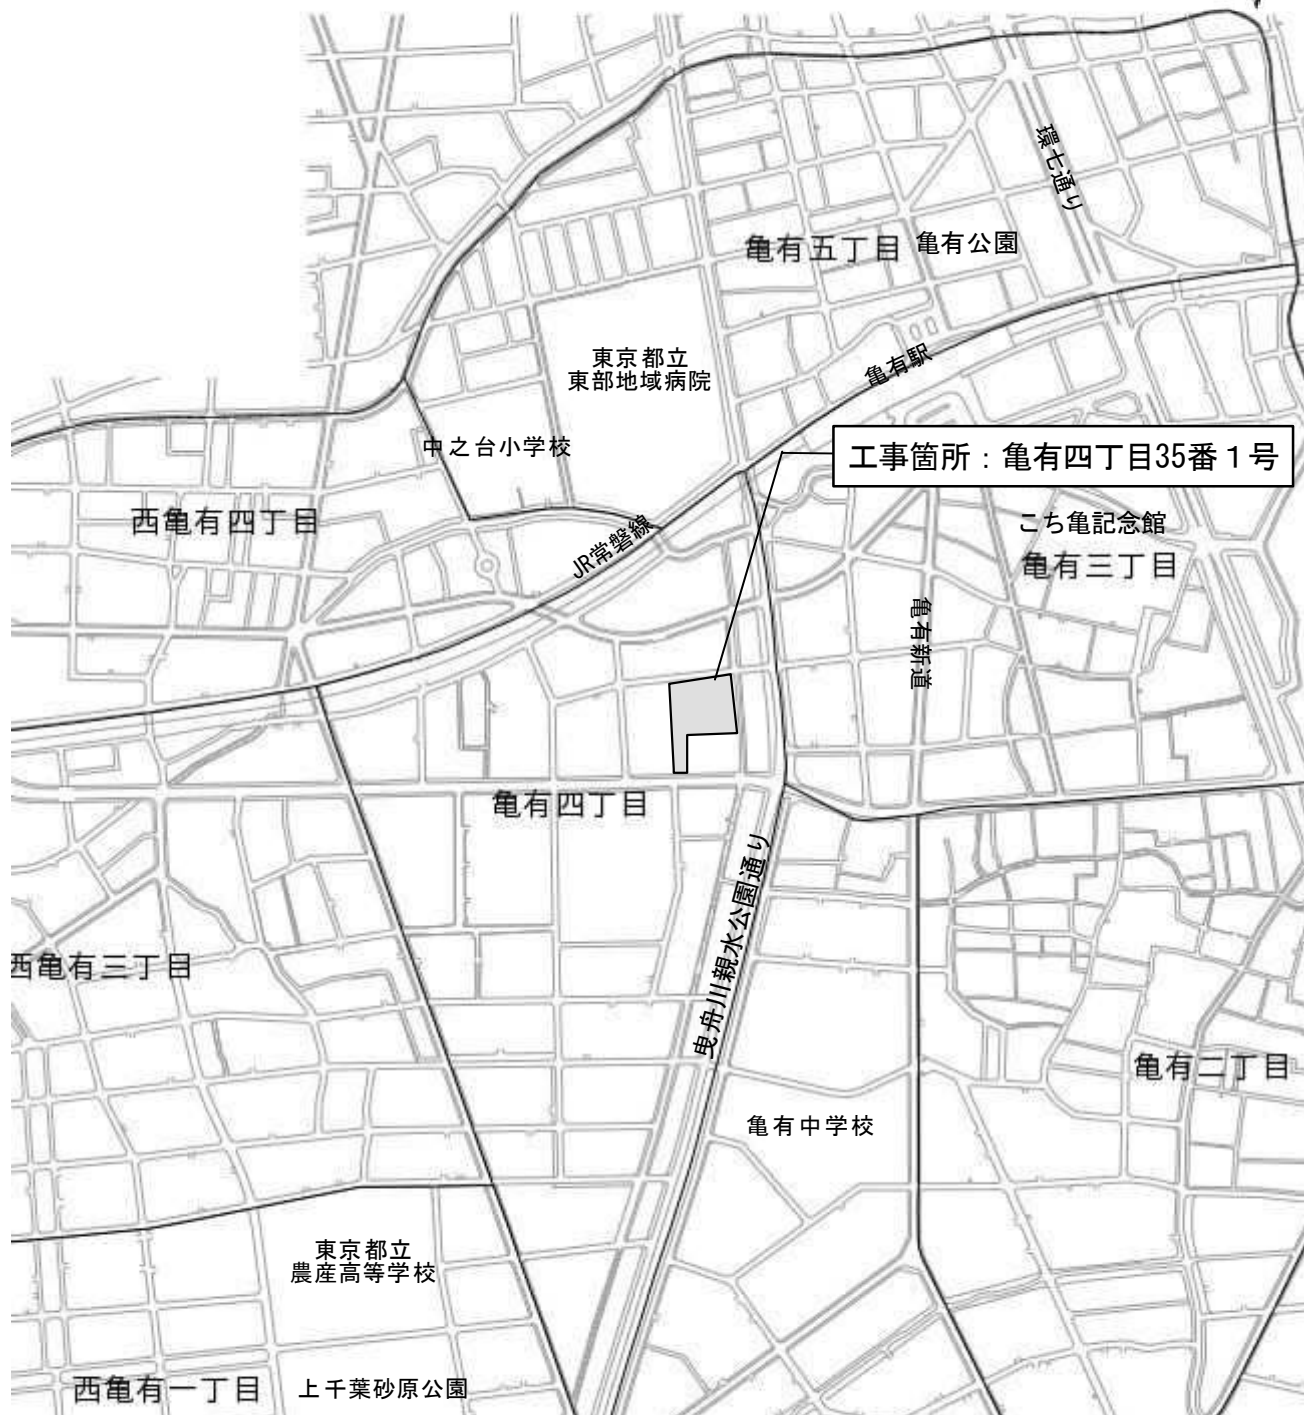 環七通り
亀有五丁目
亀有公園
東京都立
東部地域病院
亀有駅
中之台小学校
工事箇所：亀有四丁目35番１号
西亀有四丁目
JR常磐線
こち亀記念館
亀有三丁目
亀有新道
亀有四丁目
曳舟川親水公園通り
西亀有三丁目
亀有二丁目
亀有中学校
東京都立
農産高等学校
西亀有一丁目
上千葉砂原公園